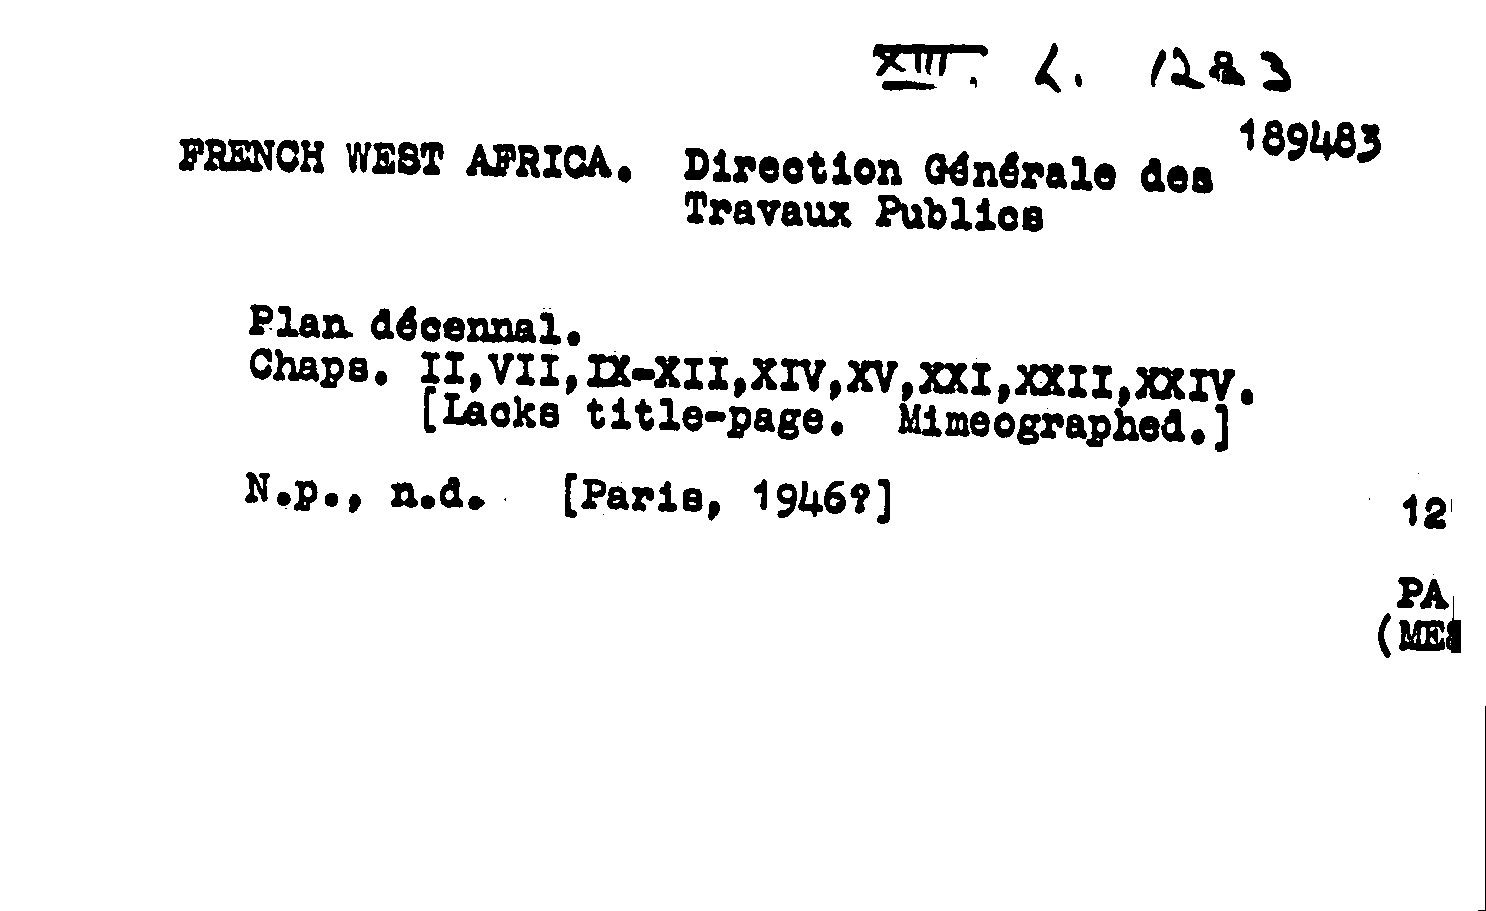 XIII. L. 1283
189483
FRENCH WEST AFRICA. Direction Générale des
Travaux Publics
Plan décennal.
Chaps. II,VII,IX-XII,XIV,XV,XXI,XXII,XXIV.
[Lacks title-page. Mimeographed.]
N.p., n.d. [Paris, 1946?]
12
PA
(MES